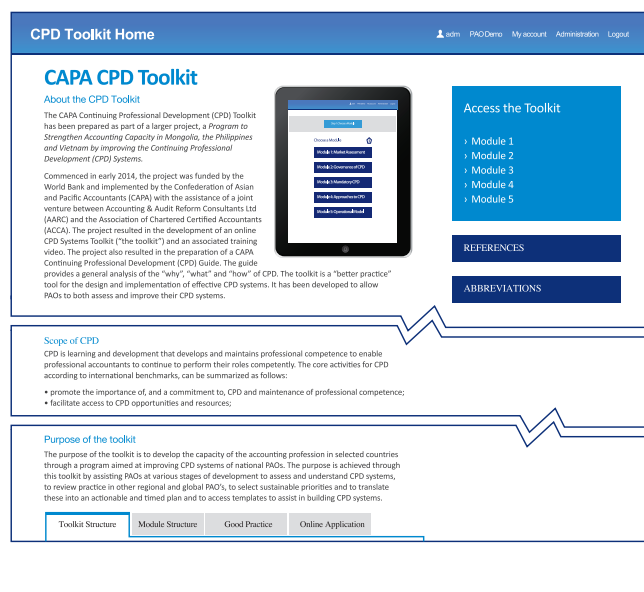 CPD Toolkit Home
adm PAO Demo My account Administration Logout
CAPA CPD Toolkit
About the CPD Toolkit
The CAPA Continuing Professional Development (CPD) Toolkit
has been prepared as part of a larger project, a Program to
Strengthen Accounting Capacity in Mongolia, the Philippines
and Vietnam by improving the Continuing Professional
Development (CPD) Systems.
Commenced in early 2014, the project was funded by the
World Bank and implemented by the Confederation of Asian
and Pacific Accountants (CAPA) with the assistance of a joint
venture between Accounting & Audit Reform Consultants Ltd
(AARC) and the Association of Chartered Certified Accountants
(ACCA). The project resulted in the development of an online
CPD Systems Toolkit ("the toolkit") and an associated training
video. The project also resulted in the preparation of a CAPA
Continuing Professional Development (CPD) Guide. The guide
provides a general analysis of the "why", "what" and "how" of CPD. The toolkit is a "better practice"
tool for the design and implementation of effective CPD systems. It has been developed to allow
PAOs to both assess and improve their CPD systems.
Choose a Module
Module 1: Market Assessment
Module 2: Governance of CPD
Module 3: Mandatory CPD
Module 4: Approaches to CPD
Module 5: Operational Model
Access the Toolkit
› Module 1
› Module 2
› Module 3
› Module 4
› Module 5
REFERENCES
ABBREVIATIONS
Scope of CPD
CPD is learning and development that develops and maintains professional competence to enable
professional accountants to continue to perform their roles competently. The core activities for CPD
according to international benchmarks, can be summarized as follows:
• promote the importance of, and a commitment to, CPD and maintenance of professional competence;
• facilitate access to CPD opportunities and resources;
Purpose of the toolkit
The purpose of the toolkit is to develop the capacity of the accounting profession in selected countries
through a program aimed at improving CPD systems of national PAOs. The purpose is achieved through
this toolkit by assisting PAOs at various stages of development to assess and understand CPD systems,
to review practice in other regional and global PAO's, to select sustainable priorities and to translate
these into an actionable and timed plan and to access templates to assist in building CPD systems.
Toolkit Structure Module Structure Good Practice Online Application